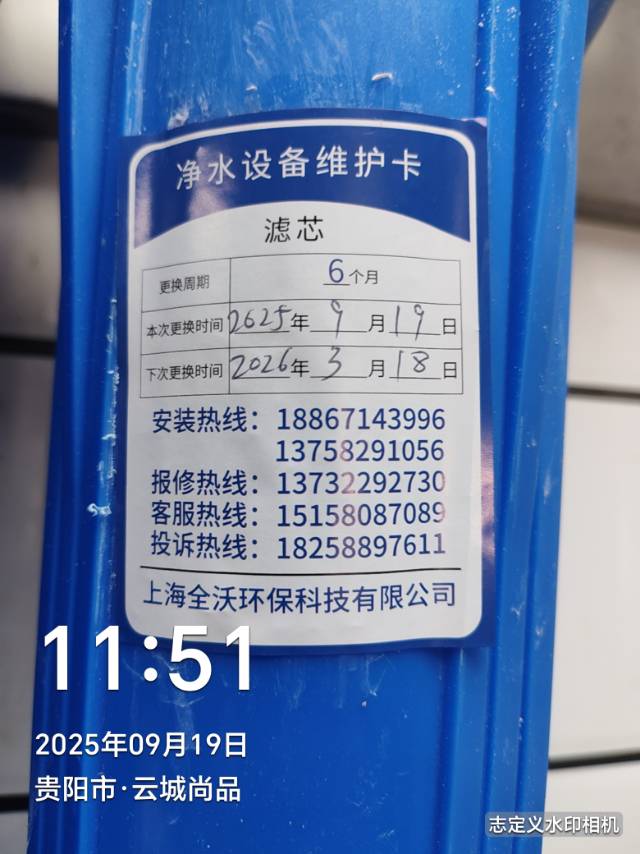 净水设备维护卡
滤芯
更换周期 6个月
本次更换时间 2025年9月19日
下次更换时间 2026年3月18日
安装热线：18867143996
13758291056
报修热线：13732292730
客服热线：15158087089
投诉热线：18258897611
上海全沃环保科技有限公司
11:51
2025年09月19日
贵阳市·云城尚品
志定义水印相机